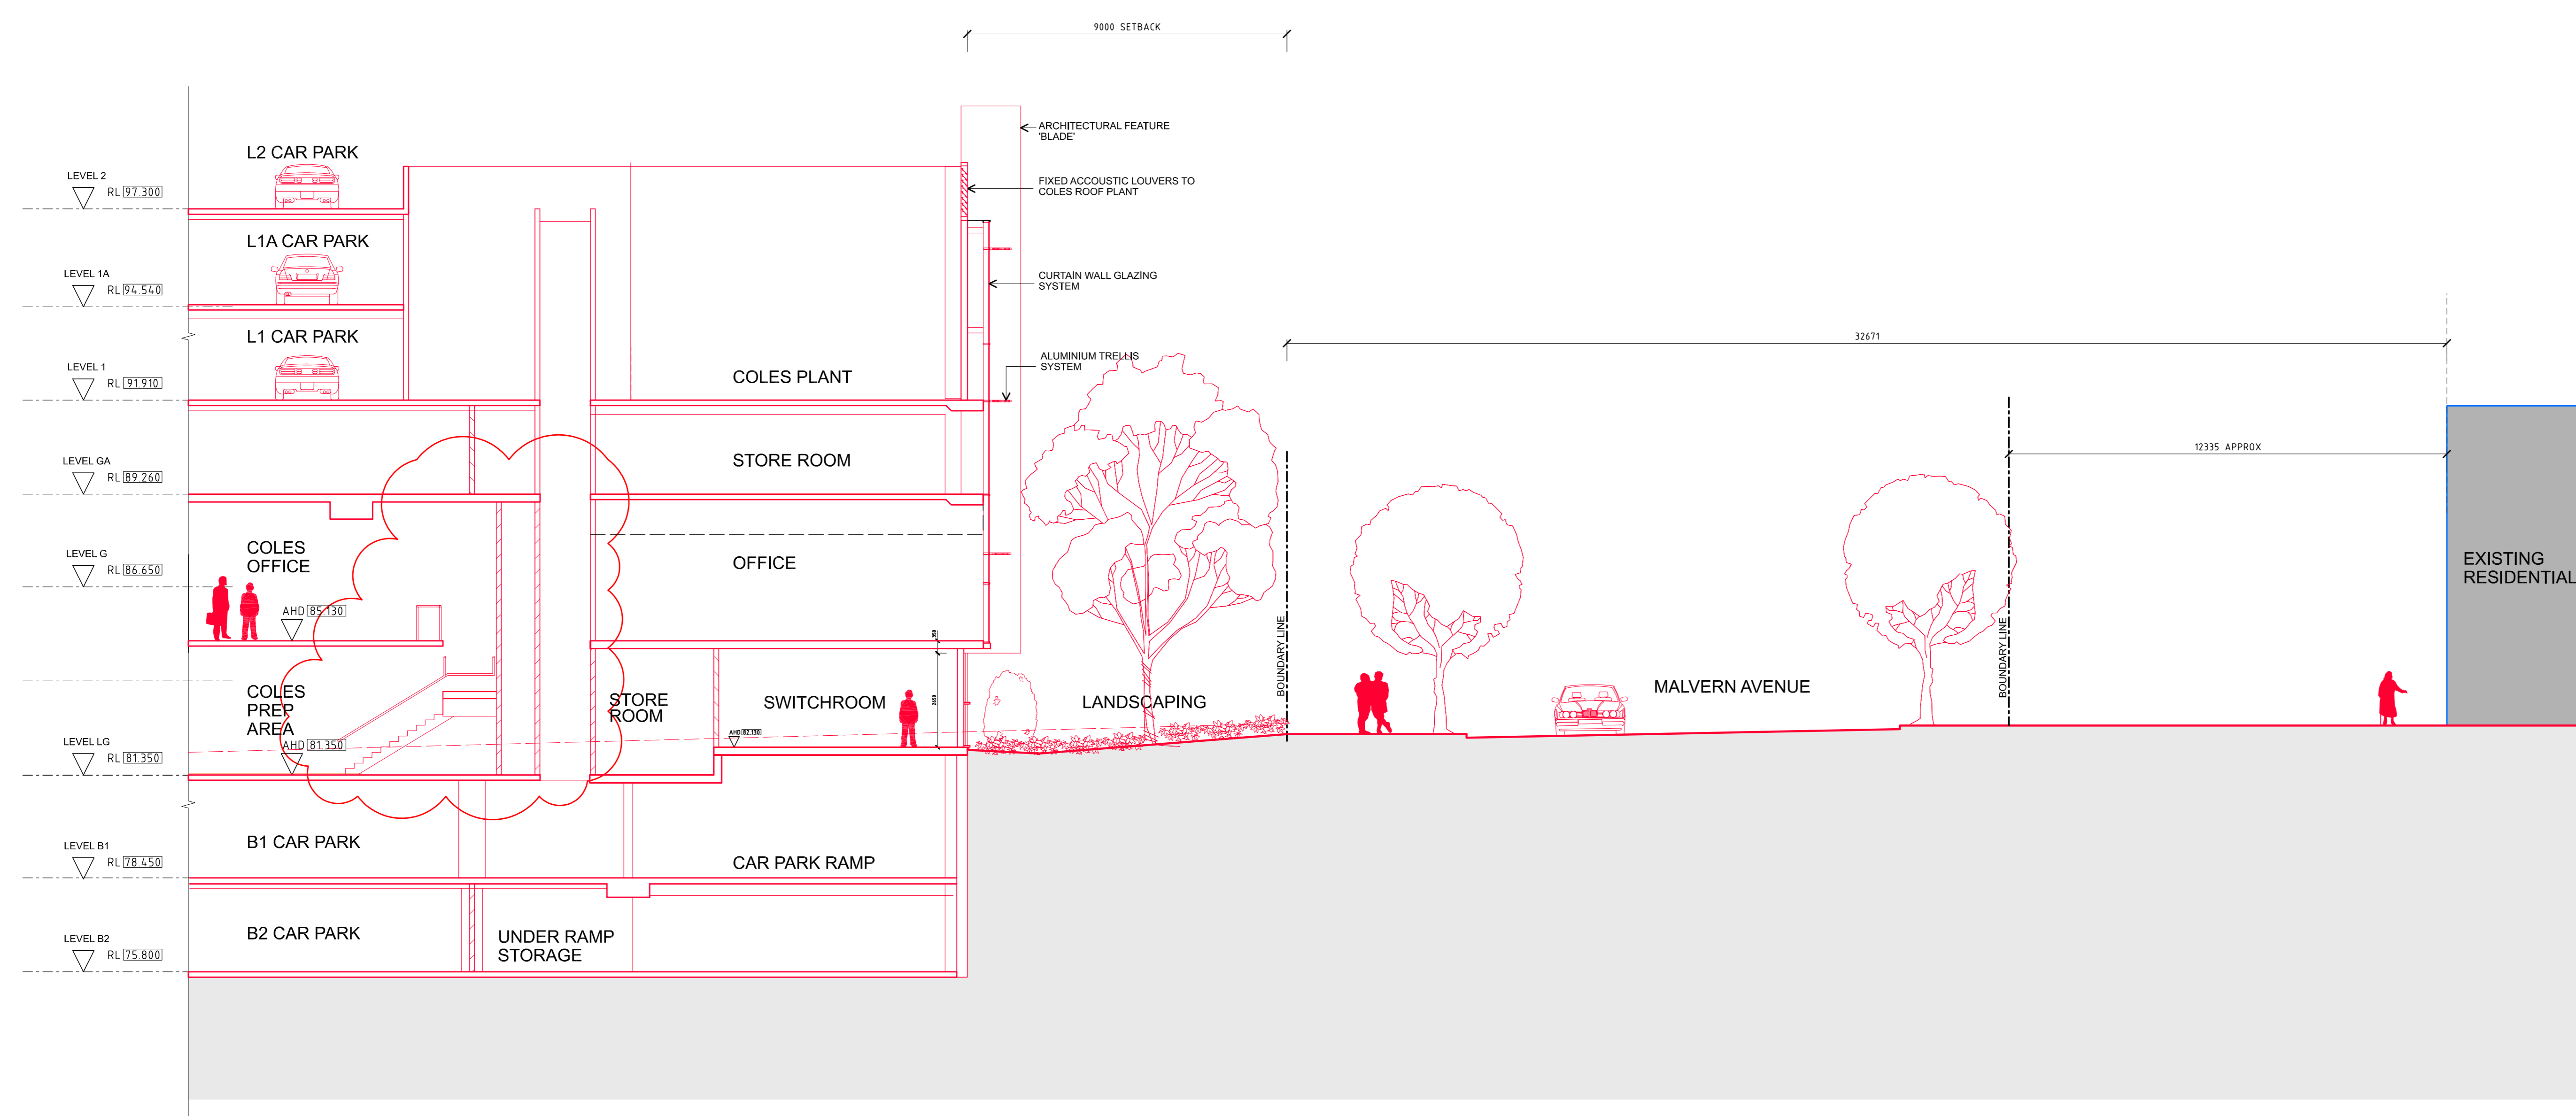 9000 SETBACK
ARCHITECTURAL FEATURE
'BLADE'
L2 CAR PARK
LEVEL 2
RL 97.300
FIXED ACCOUSTIC LOUVERS TO
COLES ROOF PLANT
L1A CAR PARK
LEVEL 1A
RL 94.540
CURTAIN WALL GLAZING
SYSTEM
L1 CAR PARK
32671
ALUMINIUM TRELLIS
SYSTEM
LEVEL 1
RL 91.910
COLES PLANT
12335 APPROX
LEVEL GA
RL 89.260
STORE ROOM
COLES
OFFICE
LEVEL G
RL 86.650
OFFICE
EXISTING
RESIDENTIAL
AHD 85.130
350
BOUNDARY LINE
BOUNDARY LINE
COLES
PREP
AREA
STORE
ROOM
SWITCHROOM
2650
LANDSCAPING
MALVERN AVENUE
AHD 82.130
LEVEL LG
RL 81.350
AHD 81.350
LEVEL B1
RL 78.450
B1 CAR PARK
CAR PARK RAMP
LEVEL B2
RL 75.800
B2 CAR PARK
UNDER RAMP
STORAGE